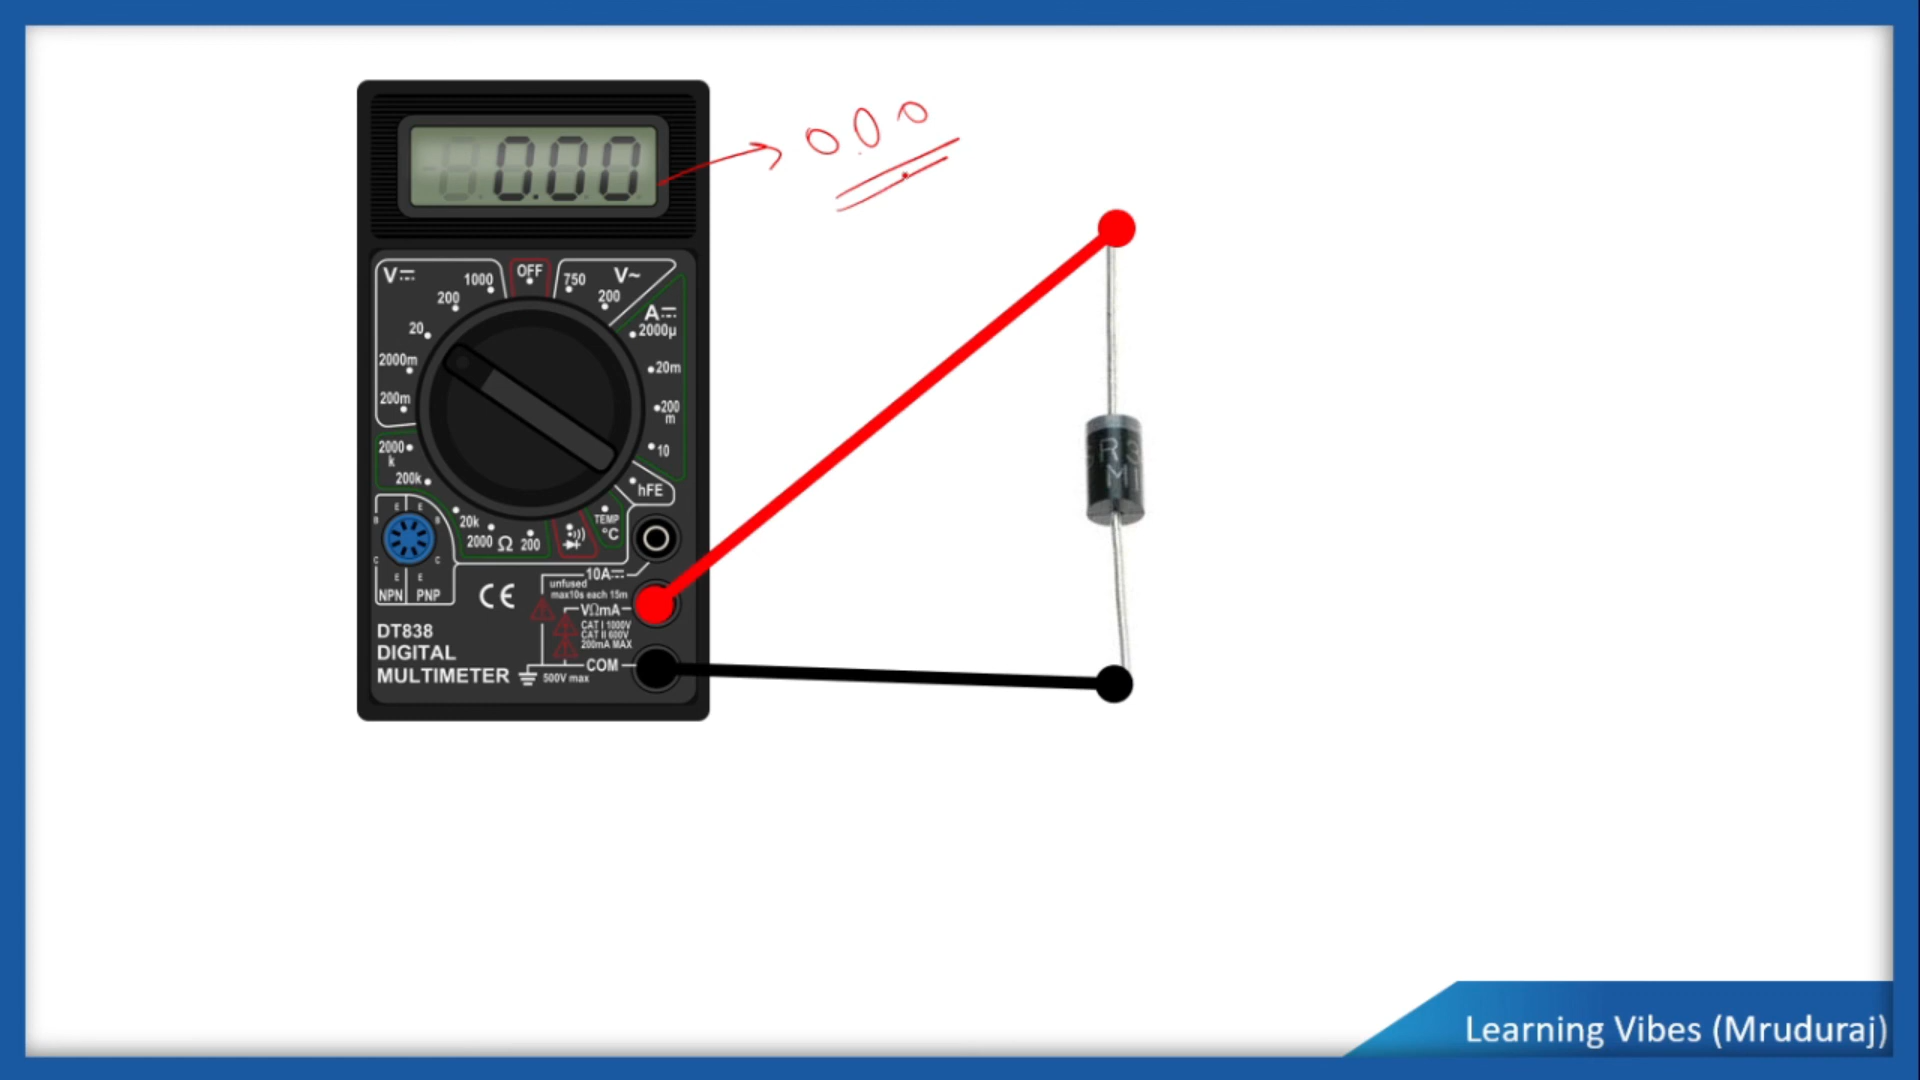 0.00
0.00
V
1000
OFF
750
V~
200
200
A
20
2000µ
2000m
20m
200m
200
m
2000
k
10
200k
hFE
E E
B B
20k
TEMP
°C
2000 Ω 200
C C
E E
NPN PNP
CE
10A
unfused
max10s each 15m
VΩmA
CAT I 1000V
CAT II 600V
200mA MAX
COM
500V max
DT838
DIGITAL
MULTIMETER
R 3
MI
Learning Vibes (Mruduraj)